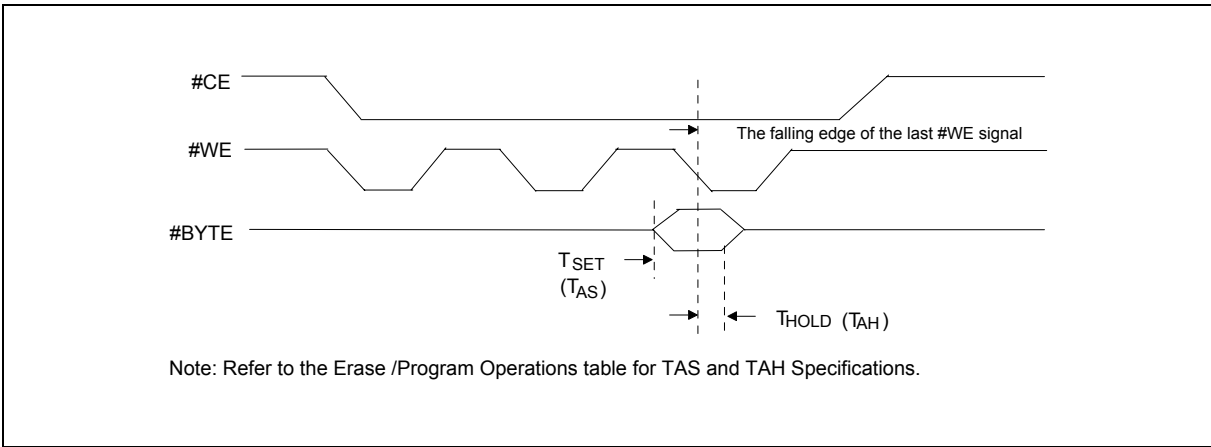 #CE
The falling edge of the last #WE signal
#WE
#BYTE
TSET
(TAS)
THOLD (TAH)
Note: Refer to the Erase /Program Operations table for TAS and TAH Specifications.